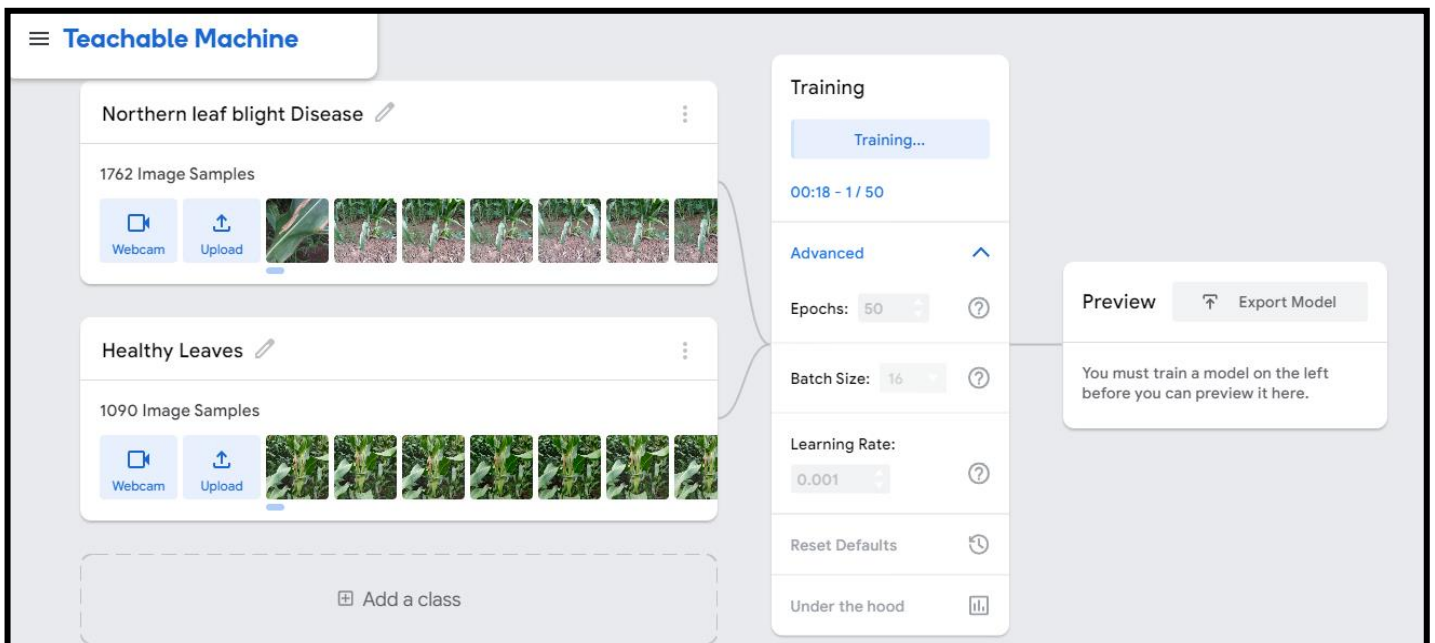 Teachable Machine
Northern leaf blight Disease
1762 Image Samples
Webcam
Upload
Healthy Leaves
1090 Image Samples
Webcam
Upload
Add a class
Training
Training...
00:18 - 1 / 50
Advanced
Epochs: 50
Batch Size: 16
Learning Rate:
0.001
Reset Defaults
Under the hood
Preview
Export Model
You must train a model on the left
before you can preview it here.